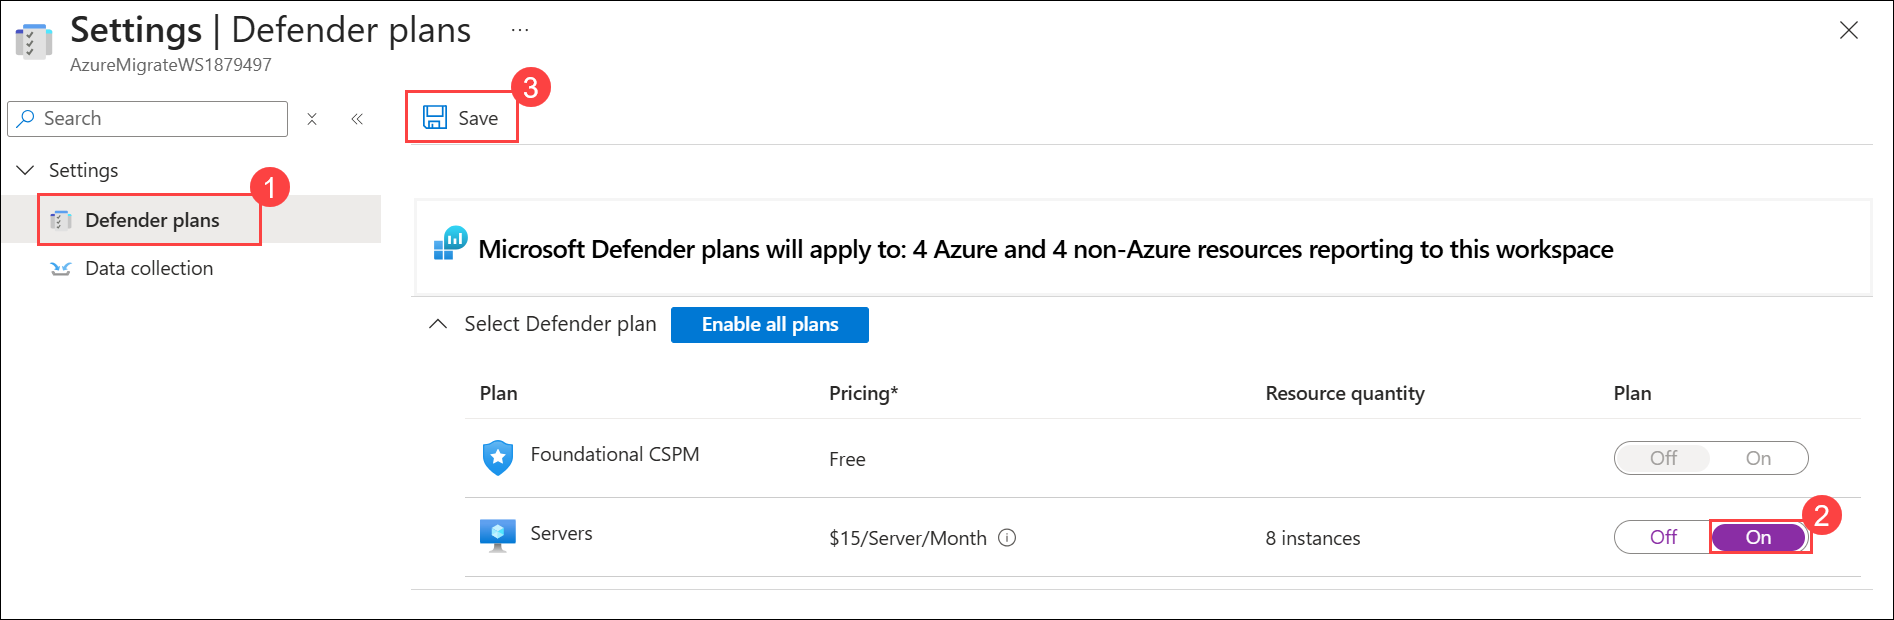 Settings | Defender plans ...
AzureMigrateWS1879497
Search
Settings
Defender plans
1
Data collection
Save
3
Microsoft Defender plans will apply to: 4 Azure and 4 non-Azure resources reporting to this workspace
Select Defender plan Enable all plans
Plan Pricing* Resource quantity Plan
Foundational CSPM Free Off On
Servers $15/Server/Month 8 instances Off On
2